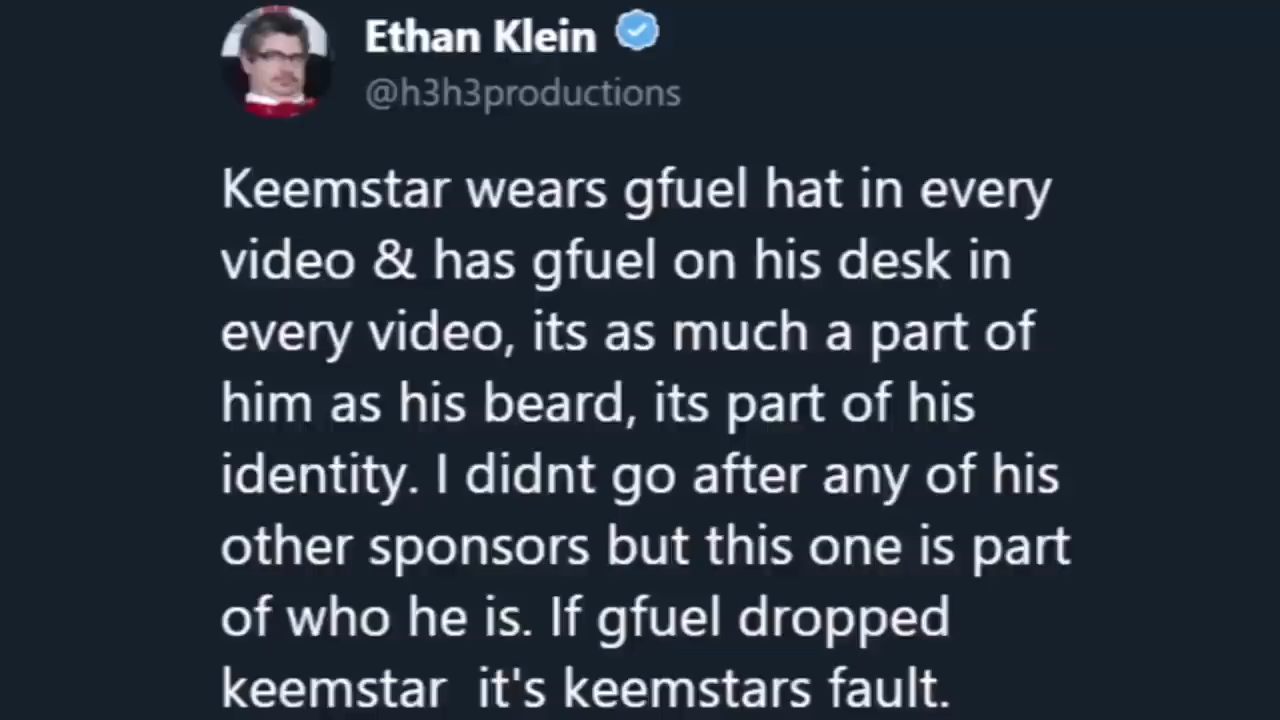 Ethan Klein
@h3h3productions
Keemstar wears gfuel hat in every
video & has gfuel on his desk in
every video, its as much a part of
him as his beard, its part of his
identity. I didnt go after any of his
other sponsors but this one is part
of who he is. If gfuel dropped
keemstar  it's keemstars fault.